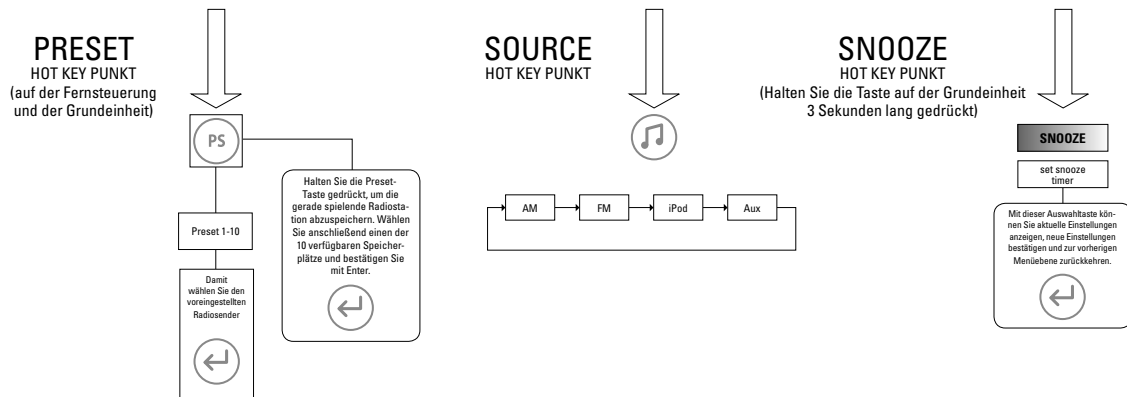 PRESET
HOT KEY PUNKT
(auf der Fernsteuerung
und der Grundeinheit)
PS
Halten Sie die Preset-
Taste gedrückt, um die
gerade spielende Radiosta-
tion abzuspeichern. Wählen
Sie anschließend einen der
10 verfügbaren Speicher-
plätze und bestätigen Sie
mit Enter.
Preset 1-10
Damit
wählen Sie den
voreingestellten
Radiosender
SOURCE
HOT KEY PUNKT
AM
FM
iPod
Aux
SNOOZE
HOT KEY PUNKT
(Halten Sie die Taste auf der Grundeinheit
3 Sekunden lang gedrückt)
SNOOZE
set snooze
timer
Mit dieser Auswahltaste kön-
nen Sie aktuelle Einstellungen
anzeigen, neue Einstellungen
bestätigen und zur vorherigen
Menüebene zurückkehren.